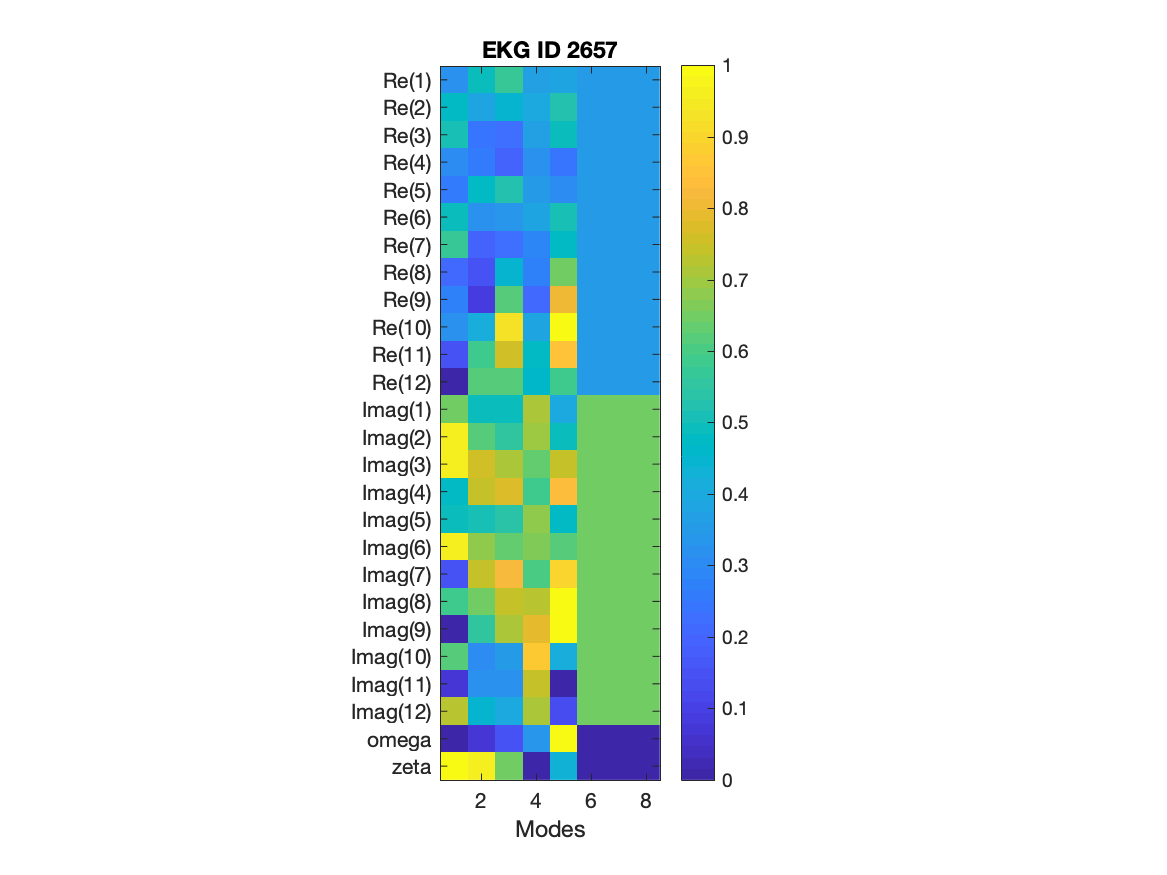 EKG ID 2657
Re(1)
Re(2)
Re(3)
Re(4)
Re(5)
Re(6)
Re(7)
Re(8)
Re(9)
Re(10)
Re(11)
Re(12)
Imag(1)
Imag(2)
Imag(3)
Imag(4)
Imag(5)
Imag(6)
Imag(7)
Imag(8)
Imag(9)
Imag(10)
Imag(11)
Imag(12)
omega
zeta
2 4 6 8
Modes
1
0.9
0.8
0.7
0.6
0.5
0.4
0.3
0.2
0.1
0